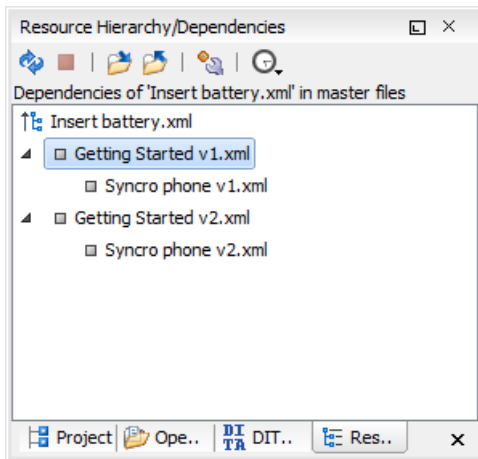 Resource Hierarchy/Dependencies
Dependencies of 'Insert battery.xml' in master files
Insert battery.xml
Getting Started v1.xml
Syncro phone v1.xml
Getting Started v2.xml
Syncro phone v2.xml
Project Ope.. DITA DIT.. Res..